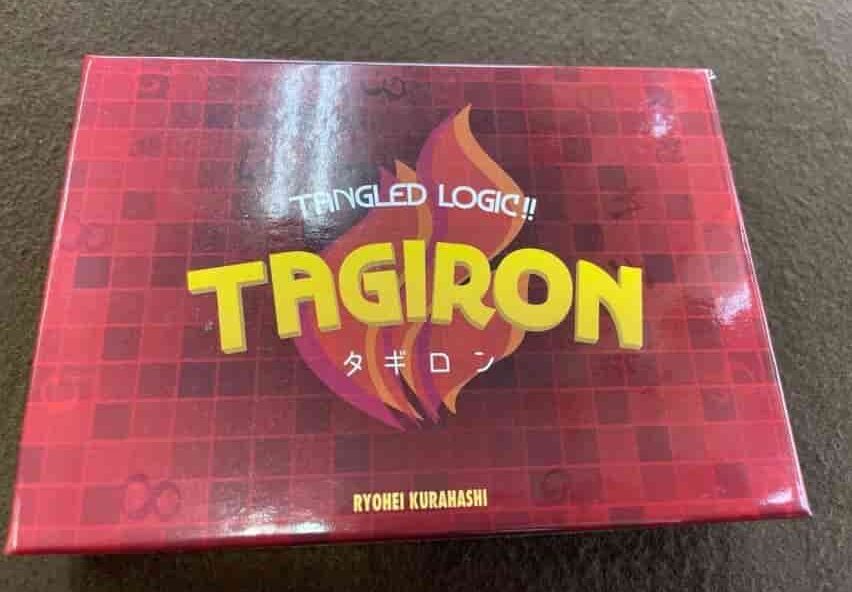 TANGLED LOGIC!!
TAGIRON
タギロン
RYOHEI KURAHASHI